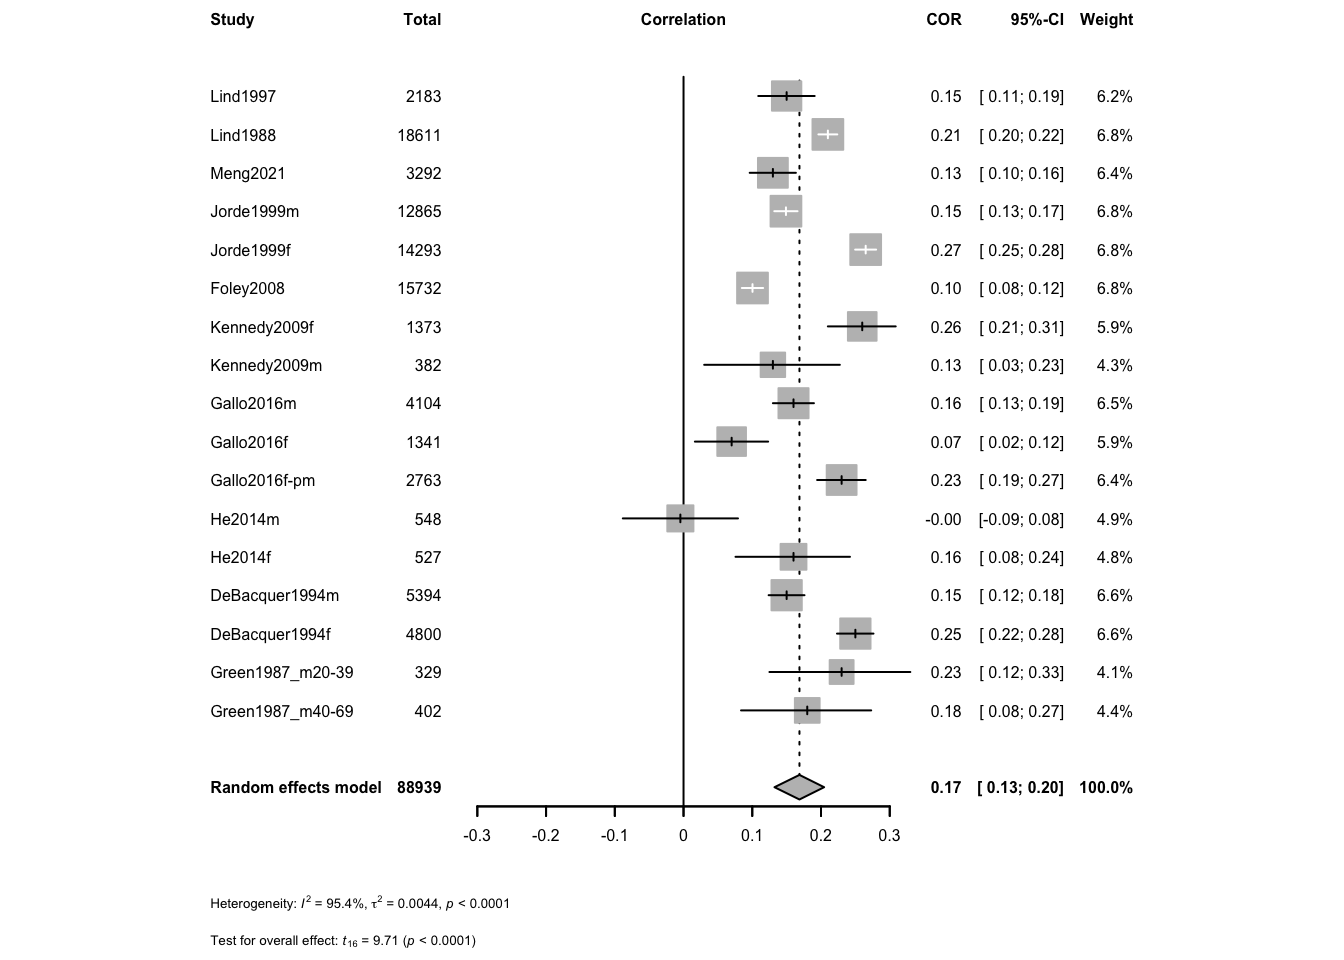 Study Total Correlation COR 95%-CI Weight
Lind1997 2183 0.15 [ 0.11; 0.19] 6.2%
Lind1988 18611 0.21 [ 0.20; 0.22] 6.8%
Meng2021 3292 0.13 [ 0.10; 0.16] 6.4%
Jorde1999m 12865 0.15 [ 0.13; 0.17] 6.8%
Jorde1999f 14293 0.27 [ 0.25; 0.28] 6.8%
Foley2008 15732 0.10 [ 0.08; 0.12] 6.8%
Kennedy2009f 1373 0.26 [ 0.21; 0.31] 5.9%
Kennedy2009m 382 0.13 [ 0.03; 0.23] 4.3%
Gallo2016m 4104 0.16 [ 0.13; 0.19] 6.5%
Gallo2016f 1341 0.07 [ 0.02; 0.12] 5.9%
Gallo2016f-pm 2763 0.23 [ 0.19; 0.27] 6.4%
He2014m 548 -0.00 [-0.09; 0.08] 4.9%
He2014f 527 0.16 [ 0.08; 0.24] 4.8%
DeBacquer1994m 5394 0.15 [ 0.12; 0.18] 6.6%
DeBacquer1994f 4800 0.25 [ 0.22; 0.28] 6.6%
Green1987_m20-39 329 0.23 [ 0.12; 0.33] 4.1%
Green1987_m40-69 402 0.18 [ 0.08; 0.27] 4.4%
Random effects model 88939 0.17 [ 0.13; 0.20] 100.0%
-0.3 -0.2 -0.1 0 0.1 0.2 0.3
Heterogeneity: I² = 95.4%, τ² = 0.0044, p < 0.0001
Test for overall effect: t₁₆ = 9.71 (p < 0.0001)